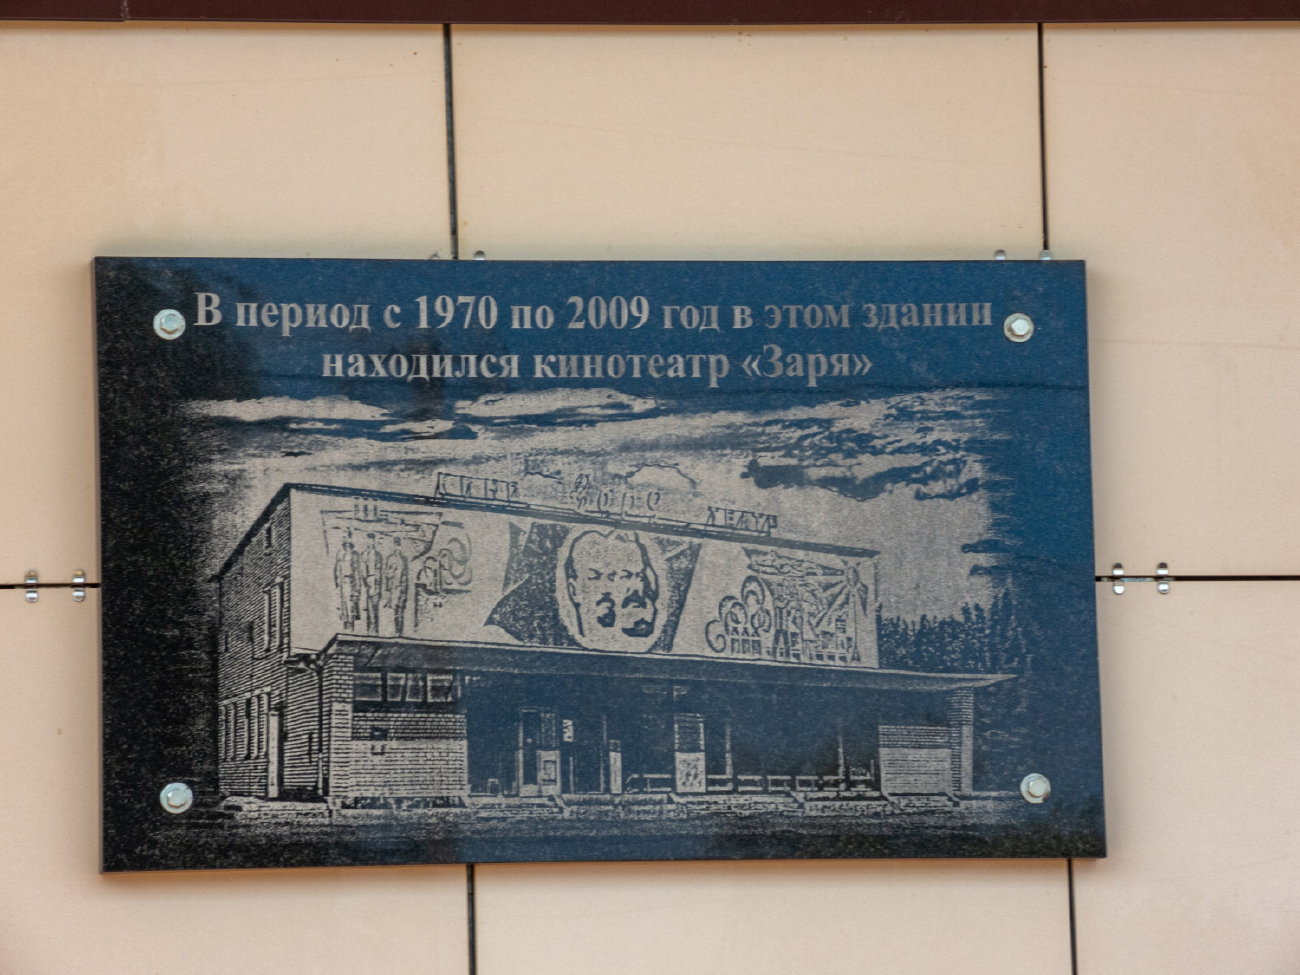 В период с 1970 по 2009 год в этом здании
находился кинотеатр «Заря»